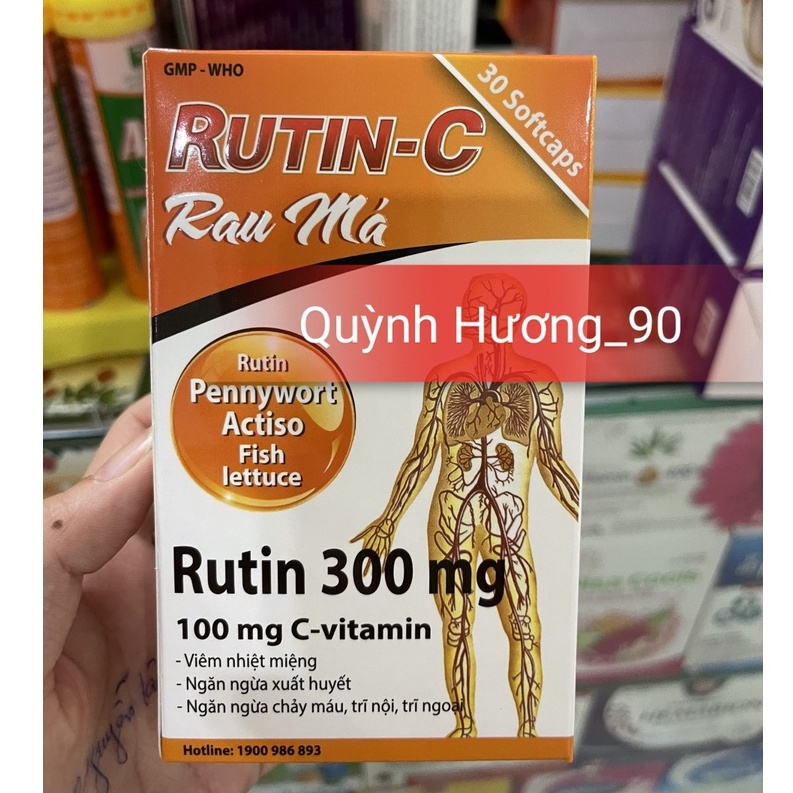 GMP - WHO
30 Softcaps
RUTIN-C
Rau Má
Quỳnh Hương_90
Rutin
Pennywort
Actiso
Fish
lettuce
Rutin 300 mg
100 mg C-vitamin
- Viêm nhiệt miệng
- Ngăn ngừa xuất huyết
- Ngăn ngừa chảy máu, trĩ nội, trĩ ngoại
Hotline: 1900 986 893